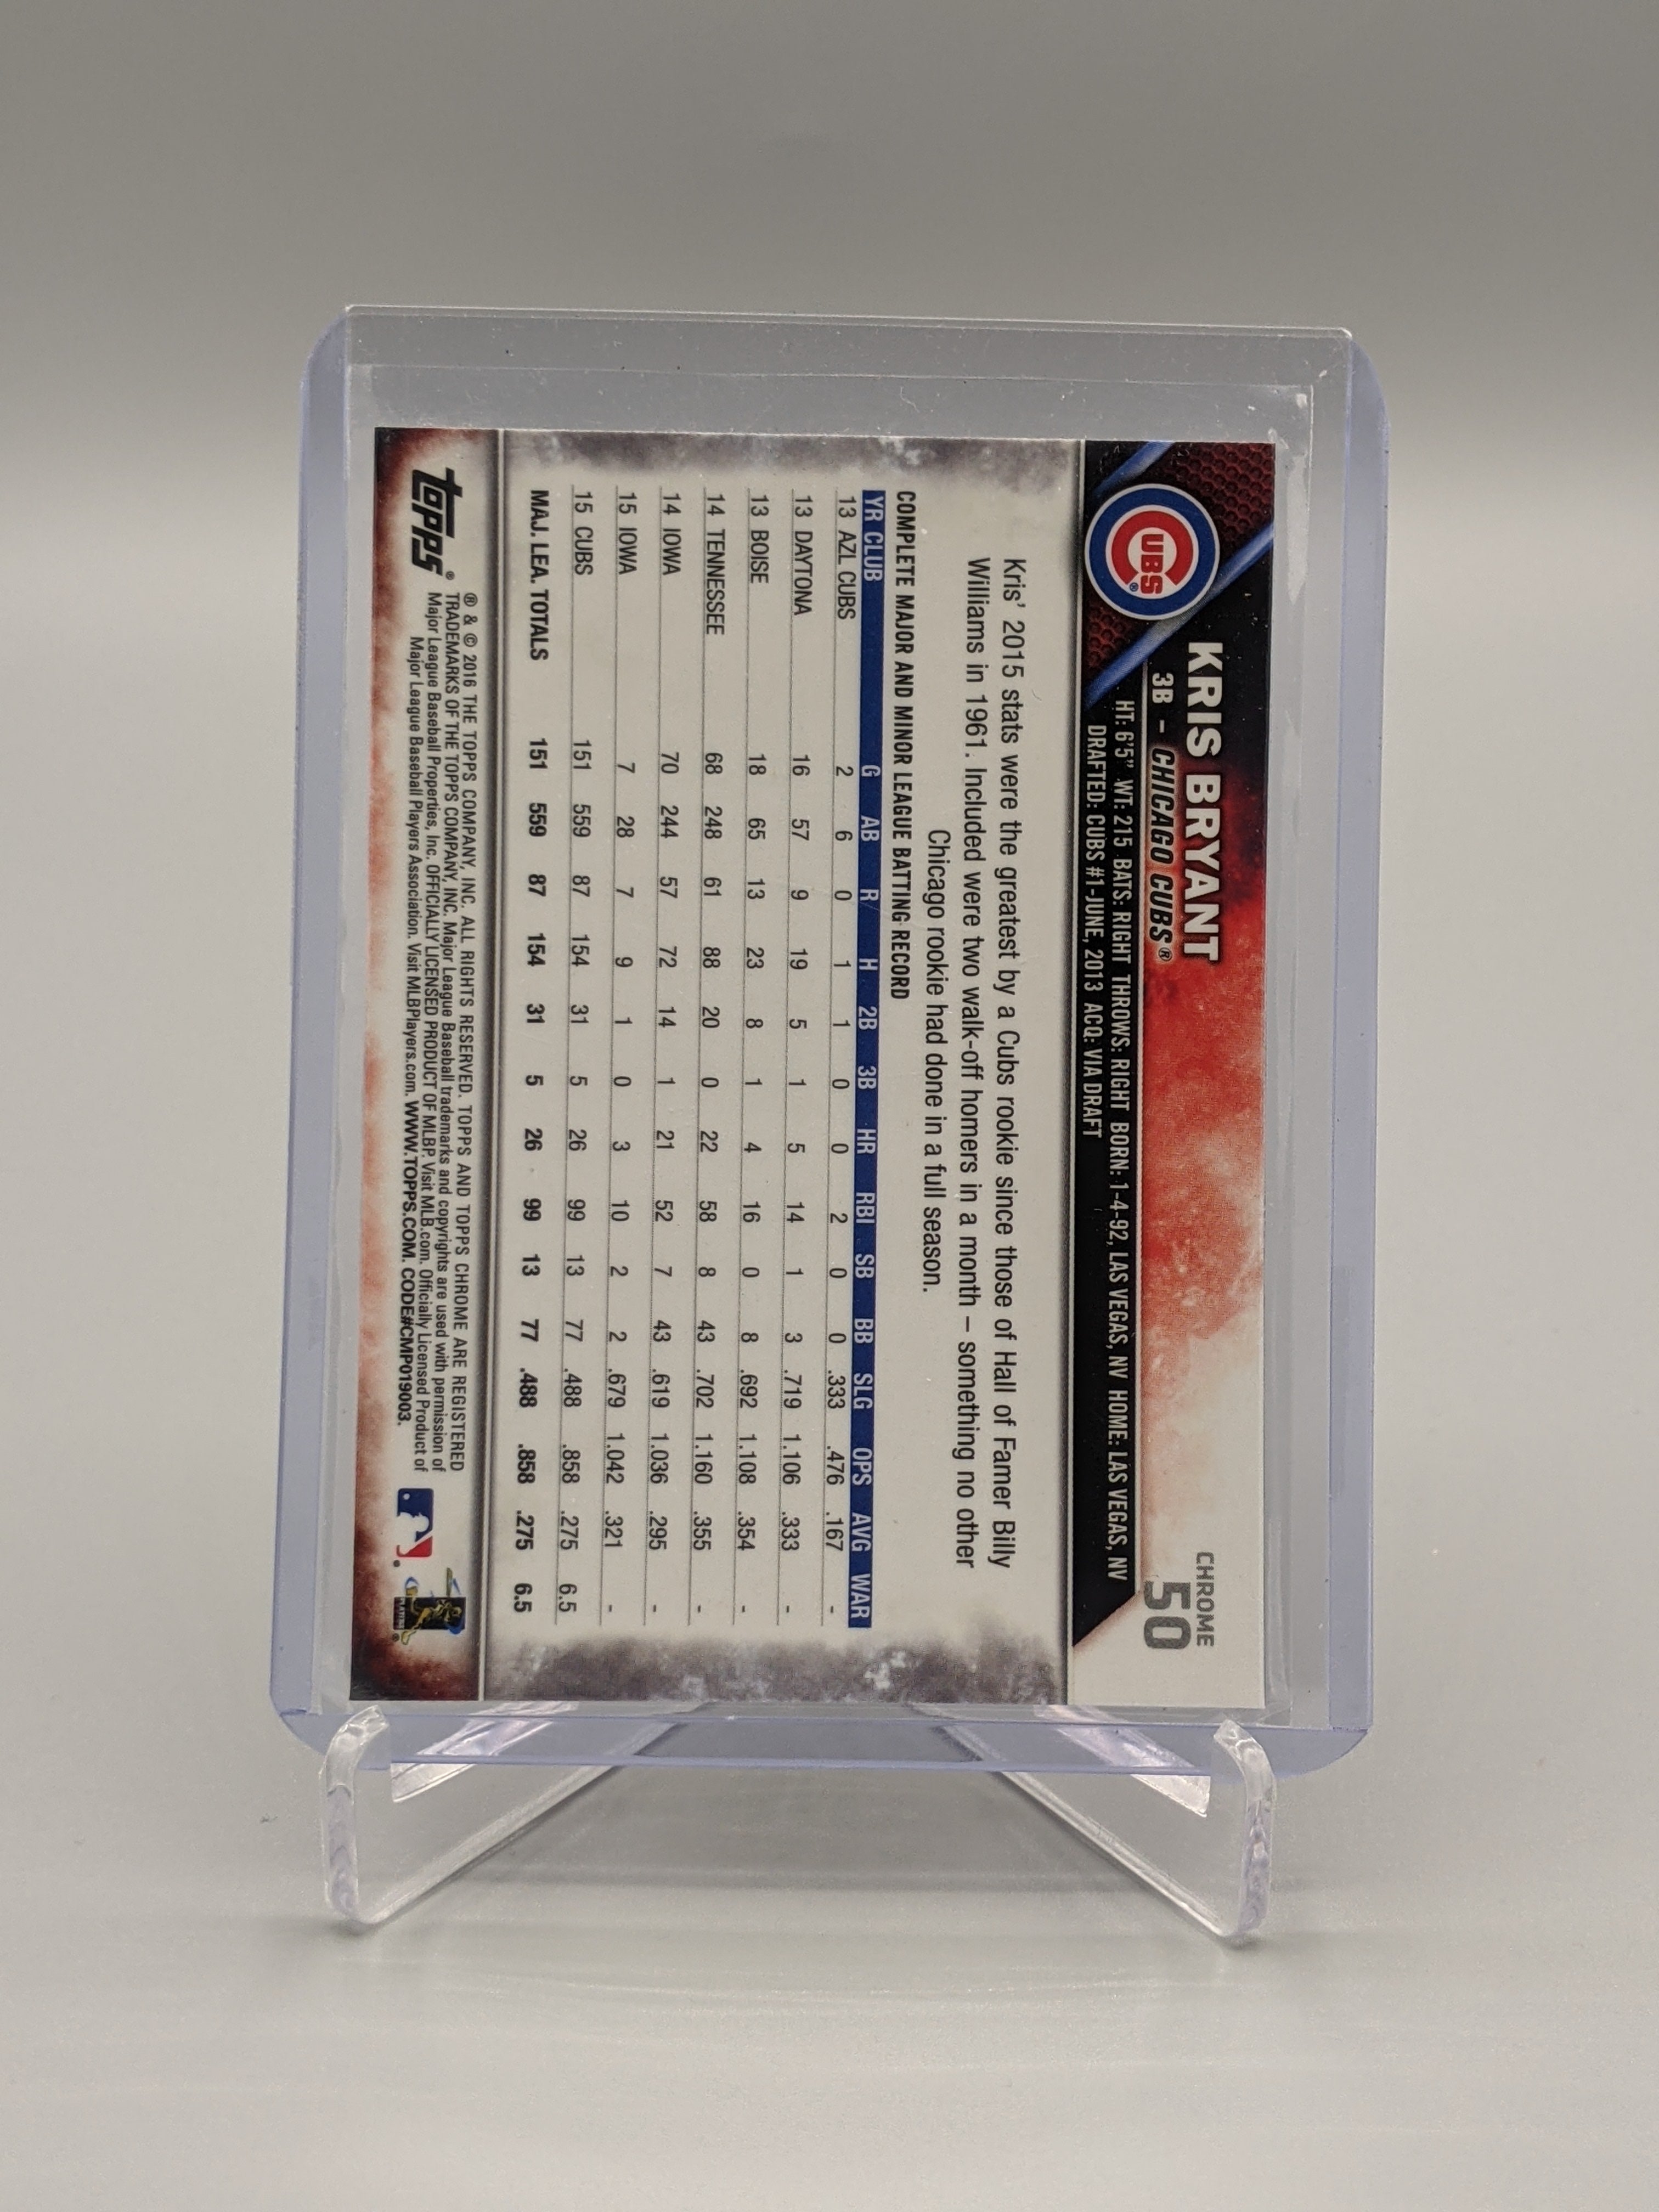 CUBS®
KRIS BRYANT
3B – CHICAGO CUBS®
CHROME
50
HT: 6'5" WT: 215 BATS: RIGHT THROWS: RIGHT BORN: 1-4-92, LAS VEGAS, NV HOME: LAS VEGAS, NV
DRAFTED: CUBS #1-JUNE, 2013 ACQ: VIA DRAFT
Kris' 2015 stats were the greatest by a Cubs rookie since those of Hall of Famer Billy
Williams in 1961. Included were two walk-off homers in a month – something no other
Chicago rookie had done in a full season.
COMPLETE MAJOR AND MINOR LEAGUE BATTING RECORD
YR CLUB G AB R H 2B 3B HR RBI SB BB SLG OPS AVG WAR
13 AZL CUBS 2 6 0 1 1 0 0 2 0 0 .333 .476 .167 -
13 DAYTONA 16 57 9 19 5 1 5 14 1 3 .719 1.106 .333 -
13 BOISE 18 65 13 23 8 1 4 16 0 8 .692 1.108 .354 -
14 TENNESSEE 68 248 61 88 20 0 22 58 8 43 .702 1.160 .355 -
14 IOWA 70 244 57 72 14 1 21 52 7 43 .619 1.036 .295 -
15 IOWA 7 28 7 9 1 0 3 10 2 2 .679 1.042 .321 -
15 CUBS 151 559 87 154 31 5 26 99 13 77 .488 .858 .275 6.5
MAJ. LEA. TOTALS 151 559 87 154 31 5 26 99 13 77 .488 .858 .275 6.5
topps®
® & © 2016 THE TOPPS COMPANY, INC. ALL RIGHTS RESERVED. TOPPS AND TOPPS CHROME ARE REGISTERED
TRADEMARKS OF THE TOPPS COMPANY, INC. Major League Baseball trademarks and copyrights are used with permission of
Major League Baseball Properties, Inc. OFFICIALLY LICENSED PRODUCT OF MLBP. Visit MLB.com. Officially Licensed Product of
Major League Baseball Players Association. Visit MLBPlayers.com. WWW.TOPPS.COM. CODE#CMP019003.